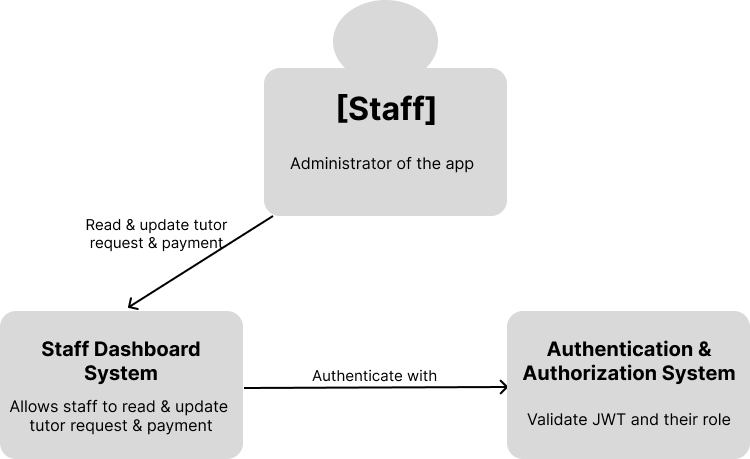 [Staff]
Administrator of the app
Read & update tutor
request & payment
Staff Dashboard
System
Allows staff to read & update
tutor request & payment
Authenticate with
Authentication &
Authorization System
Validate JWT and their role